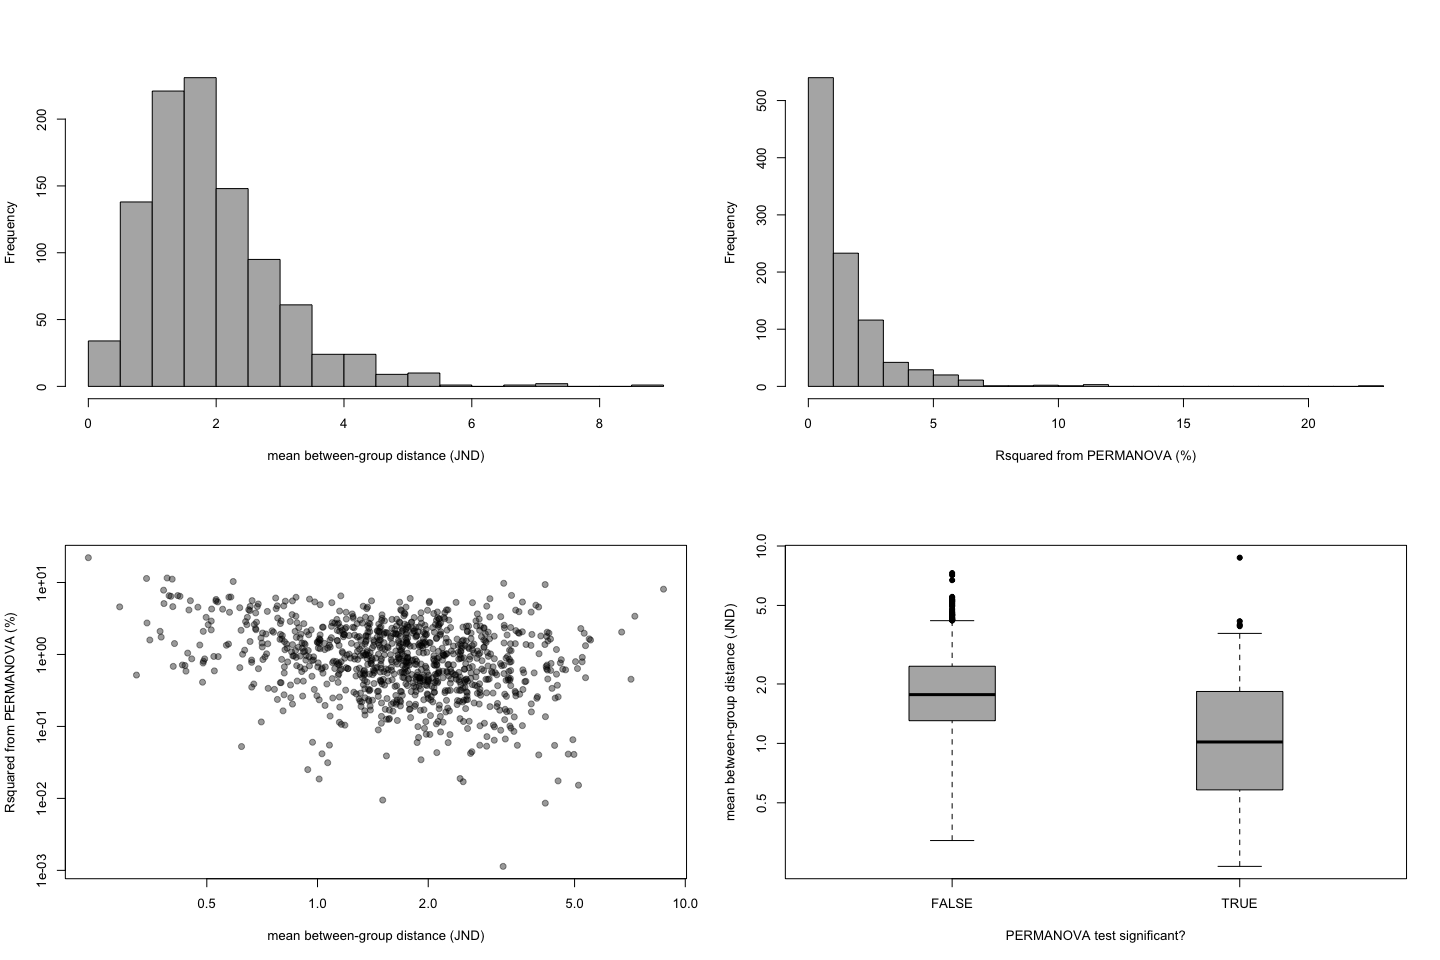 Frequency
0
50
100
150
200
0
2
4
6
8
mean between-group distance (JND)
Frequency
0
100
200
300
400
500
0
5
10
15
20
Rsquared from PERMANOVA (%)
Rsquared from PERMANOVA (%)
1e-03
1e-02
1e-01
1e+00
1e+01
0.5
1.0
2.0
5.0
10.0
mean between-group distance (JND)
mean between-group distance (JND)
0.5
1.0
2.0
5.0
10.0
FALSE
TRUE
PERMANOVA test significant?